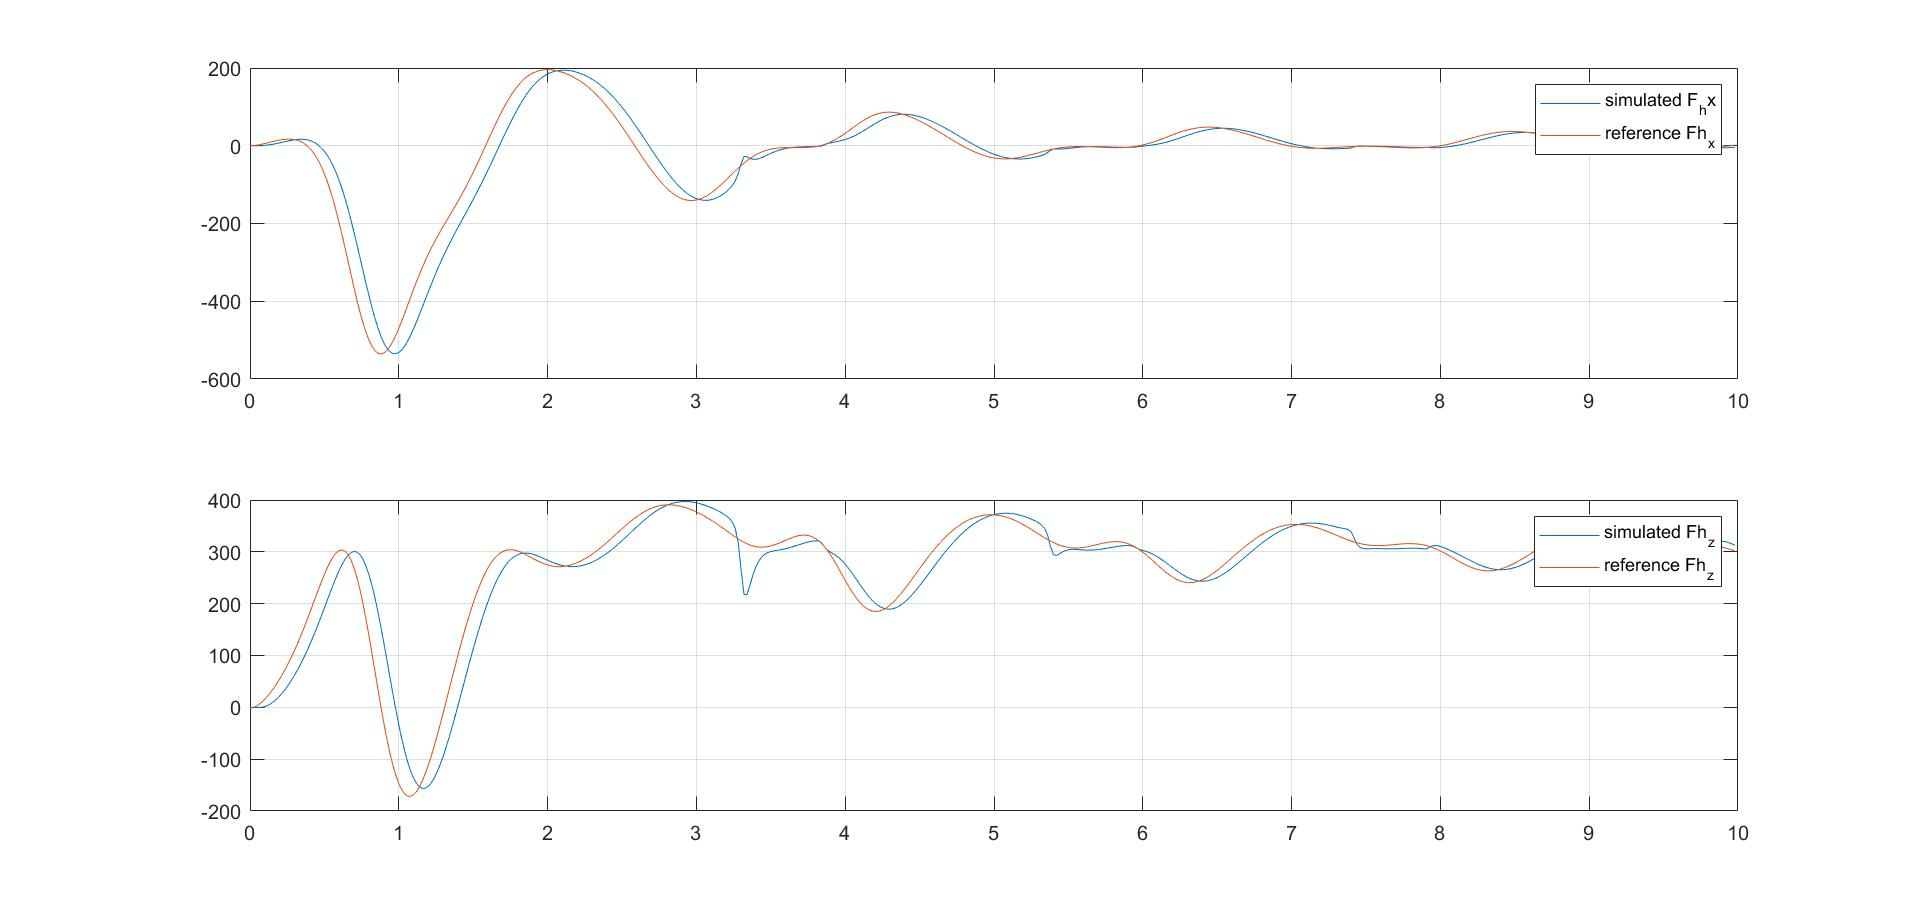 200
0
-200
-400
-600
0 1 2 3 4 5 6 7 8 9 10
simulated F_hx
reference Fh_x
400
300
200
100
0
-100
-200
0 1 2 3 4 5 6 7 8 9 10
simulated Fh_z
reference Fh_z